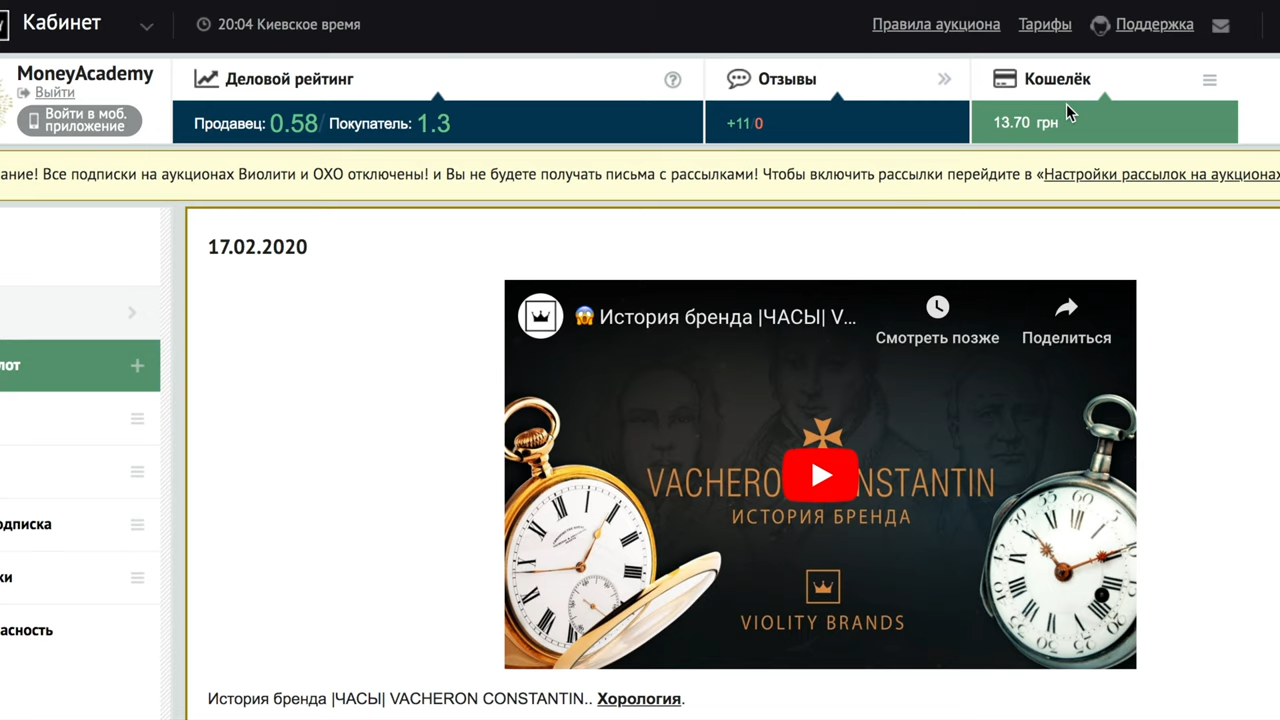 Кабинет
20:04 Киевское время
Правила аукциона
Тарифы
Поддержка
MoneyAcademy
Выйти
Войти в моб.
приложение
Деловой рейтинг
Продавец: 0.58/ Покупатель: 1.3
Отзывы
+11/0
Кошелёк
13.70 грн
ание! Все подписки на аукционах Виолити и ОХО отключены! и Вы не будете получать письма с рассылками! Чтобы включить рассылки перейдите в «Настройки рассылок на аукционах
лот
одписка
ки
асность
17.02.2020
😱 История бренда |ЧАСЫ| V...
Смотреть позже
Поделиться
VACHERO NSTANTIN
ИСТОРИЯ БРЕНДА
VIOLITY BRANDS
История бренда |ЧАСЫ| VACHERON CONSTANTIN.. Хорология.